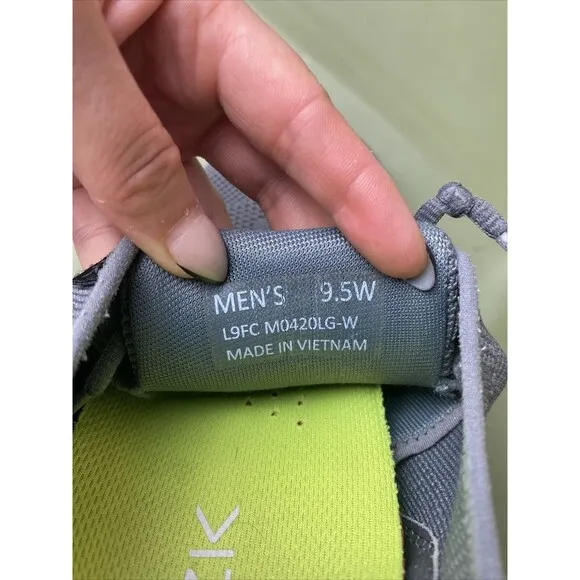 MEN'S 9.5W
L9FC M0420LG-W
MADE IN VIETNAM